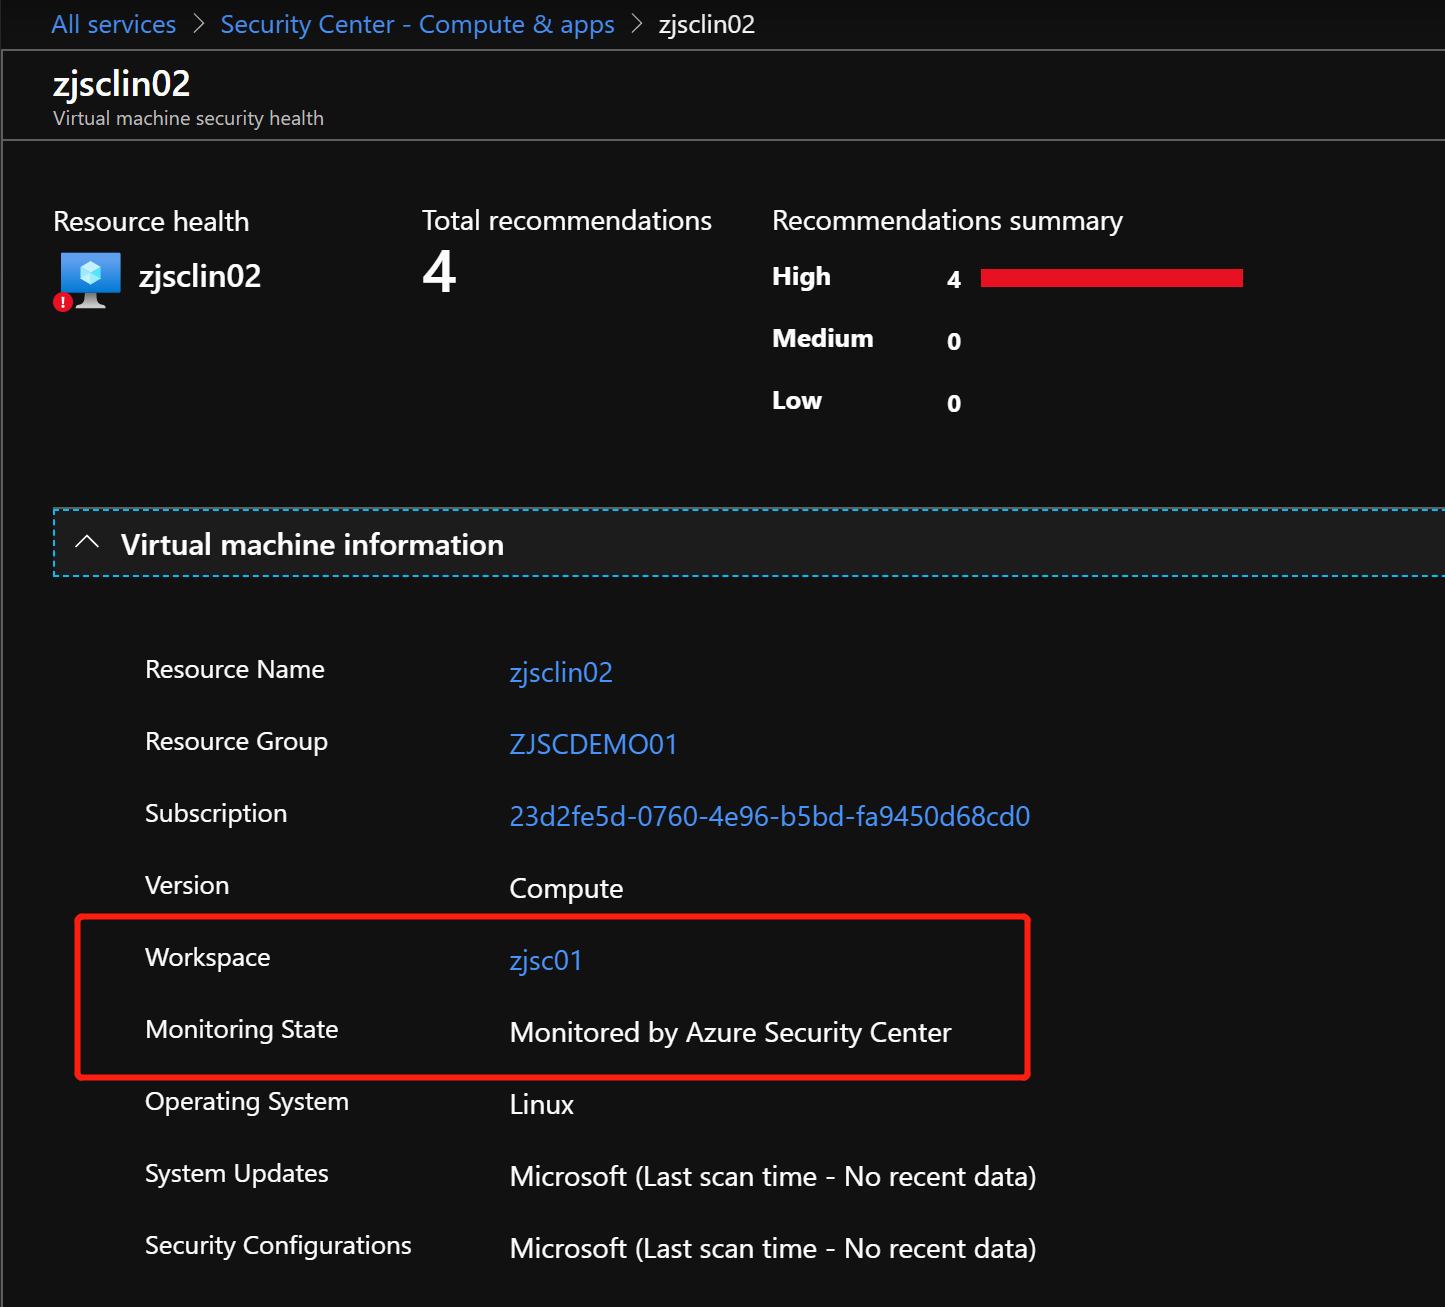 All services > Security Center - Compute & apps > zjsclin02
zjsclin02
Virtual machine security health
Resource health
zjsclin02
Total recommendations
4
Recommendations summary
High 4
Medium 0
Low 0
Virtual machine information
Resource Name zjsclin02
Resource Group ZJSCDEMO01
Subscription 23d2fe5d-0760-4e96-b5bd-fa9450d68cd0
Version Compute
Workspace zjsc01
Monitoring State Monitored by Azure Security Center
Operating System Linux
System Updates Microsoft (Last scan time - No recent data)
Security Configurations Microsoft (Last scan time - No recent data)